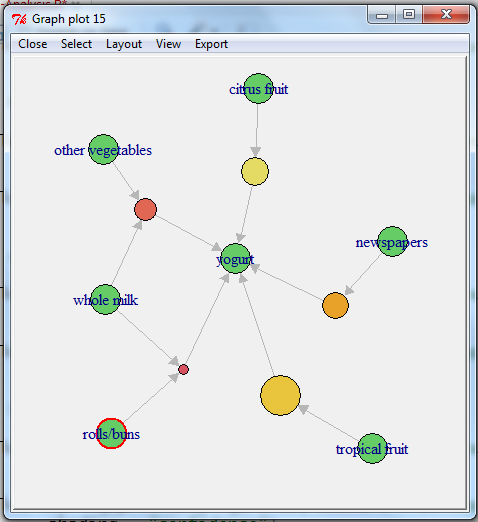 -Analysis.R*
Graph plot 15
Close Select Layout View Export
citrus fruit
other vegetables
newspapers
yogurt
whole milk
rolls/buns
tropical fruit